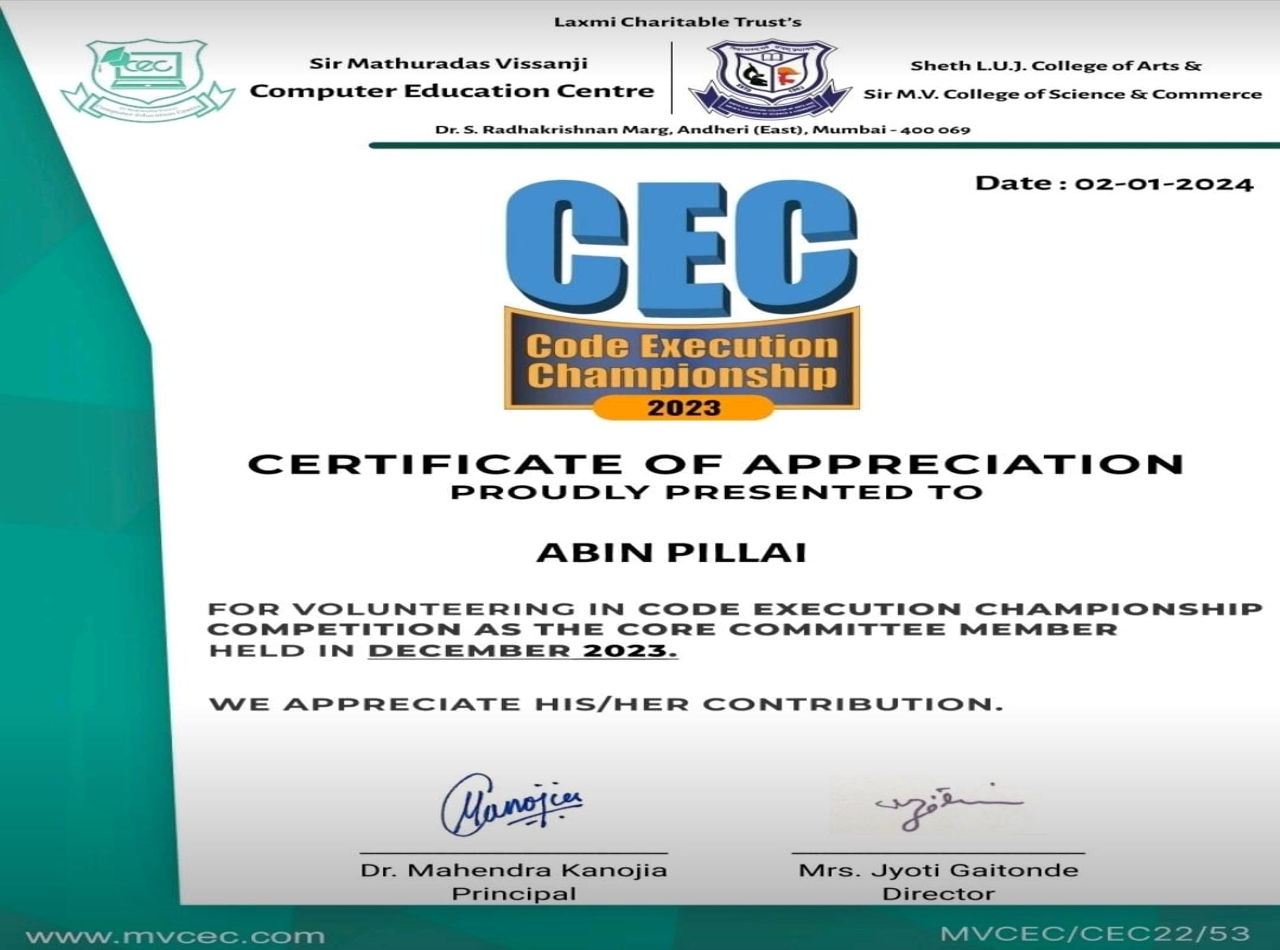 Laxmi Charitable Trust's
Sir Mathuradas Vissanji
Computer Education Centre
Sheth L.U.J. College of Arts &
Sir M.V. College of Science & Commerce
cec
Computer Education Centre
Dr. S. Radhakrishnan Marg, Andheri (East), Mumbai - 400 069
Date : 02-01-2024
CEC
Code Execution
Championship
2023
CERTIFICATE OF APPRECIATION
PROUDLY PRESENTED TO
ABIN PILLAI
FOR VOLUNTEERING IN CODE EXECUTION CHAMPIONSHIP
COMPETITION AS THE CORE COMMITTEE MEMBER
HELD IN DECEMBER 2023.
WE APPRECIATE HIS/HER CONTRIBUTION.
Dr. Mahendra Kanojia
Principal
Mrs. Jyoti Gaitonde
Director
www.mvcec.com
MVCEC/CEC22/53